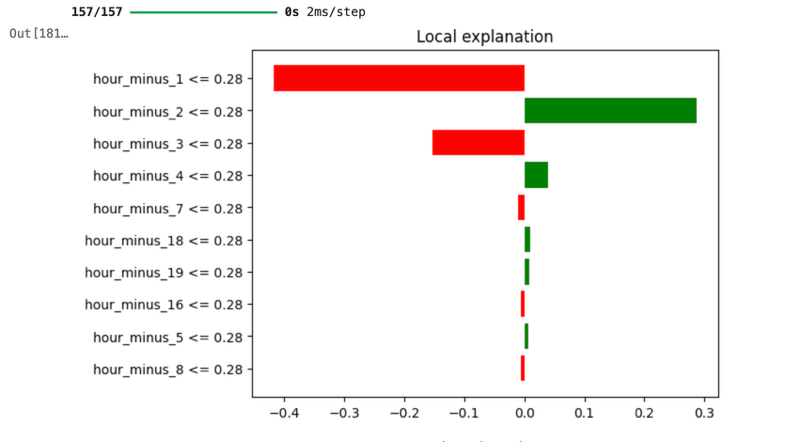 157/157 0s 2ms/step
Out[181…
Local explanation
hour_minus_1 <= 0.28
hour_minus_2 <= 0.28
hour_minus_3 <= 0.28
hour_minus_4 <= 0.28
hour_minus_7 <= 0.28
hour_minus_18 <= 0.28
hour_minus_19 <= 0.28
hour_minus_16 <= 0.28
hour_minus_5 <= 0.28
hour_minus_8 <= 0.28
−0.4 −0.3 −0.2 −0.1 0.0 0.1 0.2 0.3